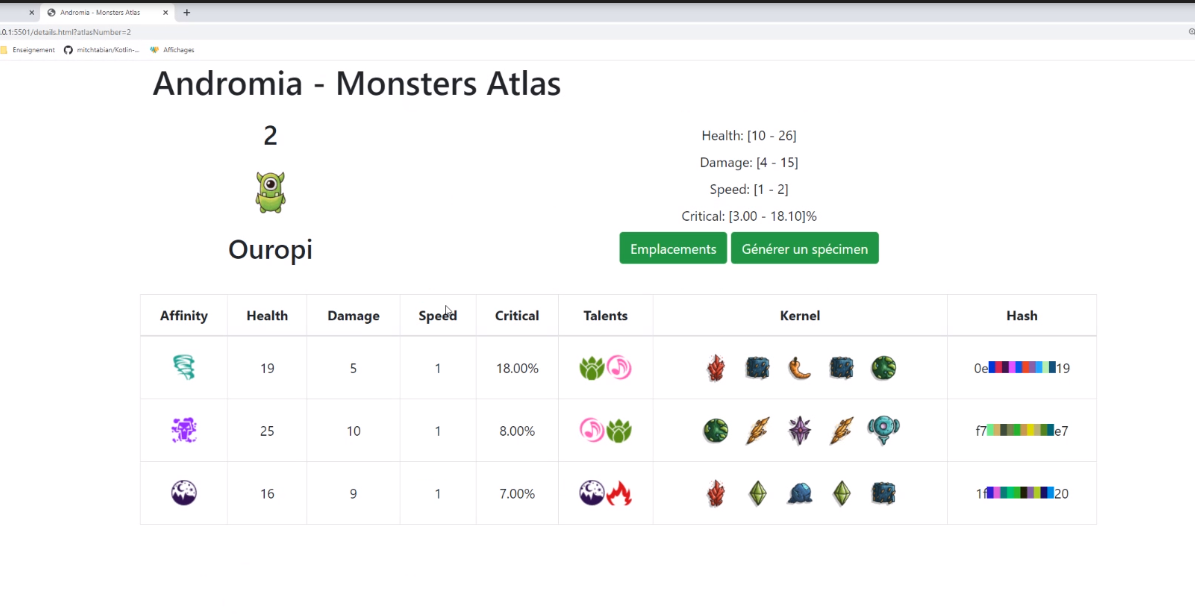 Andromia - Monsters Atlas
.0.1:5501/details.html?atlasNumber=2
Enseignement mitchtabian/Kotlin-... Affichages
Andromia - Monsters Atlas
2
Ouropi
Health: [10 - 26]
Damage: [4 - 15]
Speed: [1 - 2]
Critical: [3.00 - 18.10]%
Emplacements Générer un spécimen
Affinity Health Damage Speed Critical Talents Kernel Hash
19 5 1 18.00% 0e 19
25 10 1 8.00% f7 e7
16 9 1 7.00% 1f 20